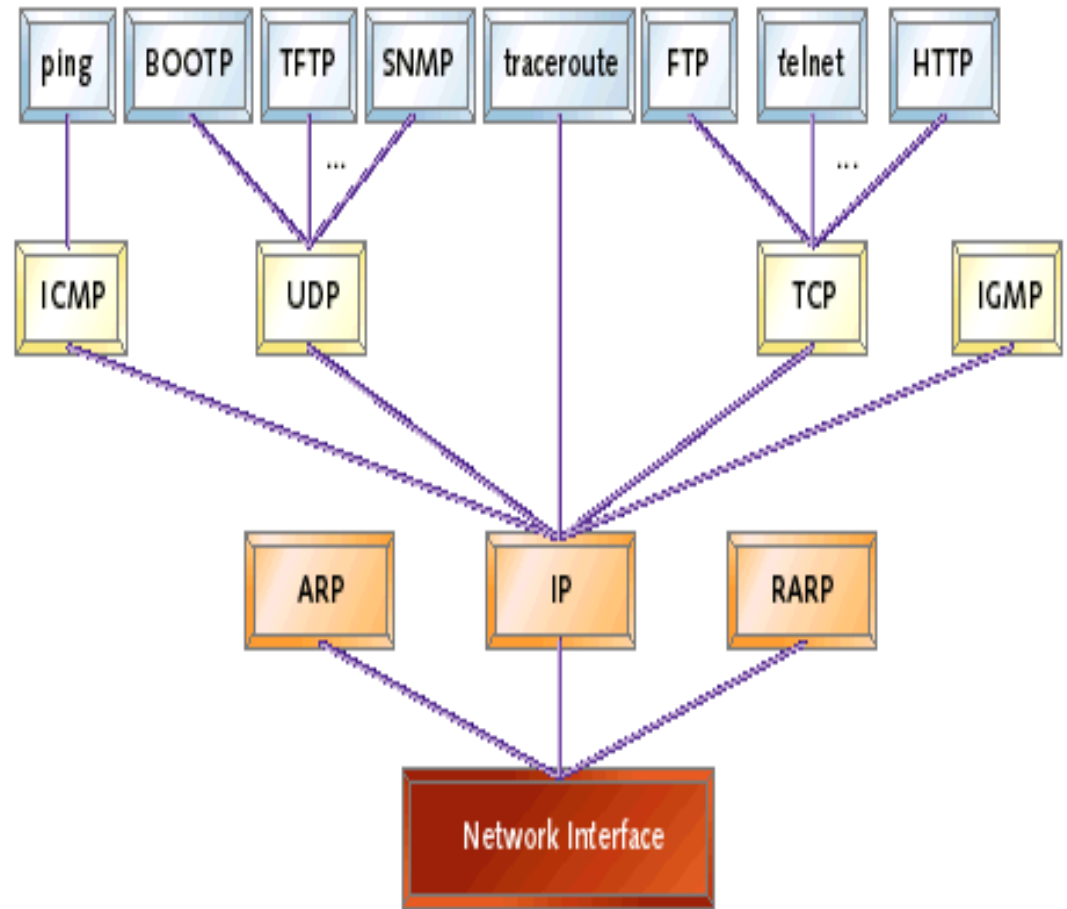 ping
BOOTP
TFTP
SNMP
traceroute
FTP
telnet
HTTP
...
...
ICMP
UDP
TCP
IGMP
ARP
IP
RARP
Network Interface